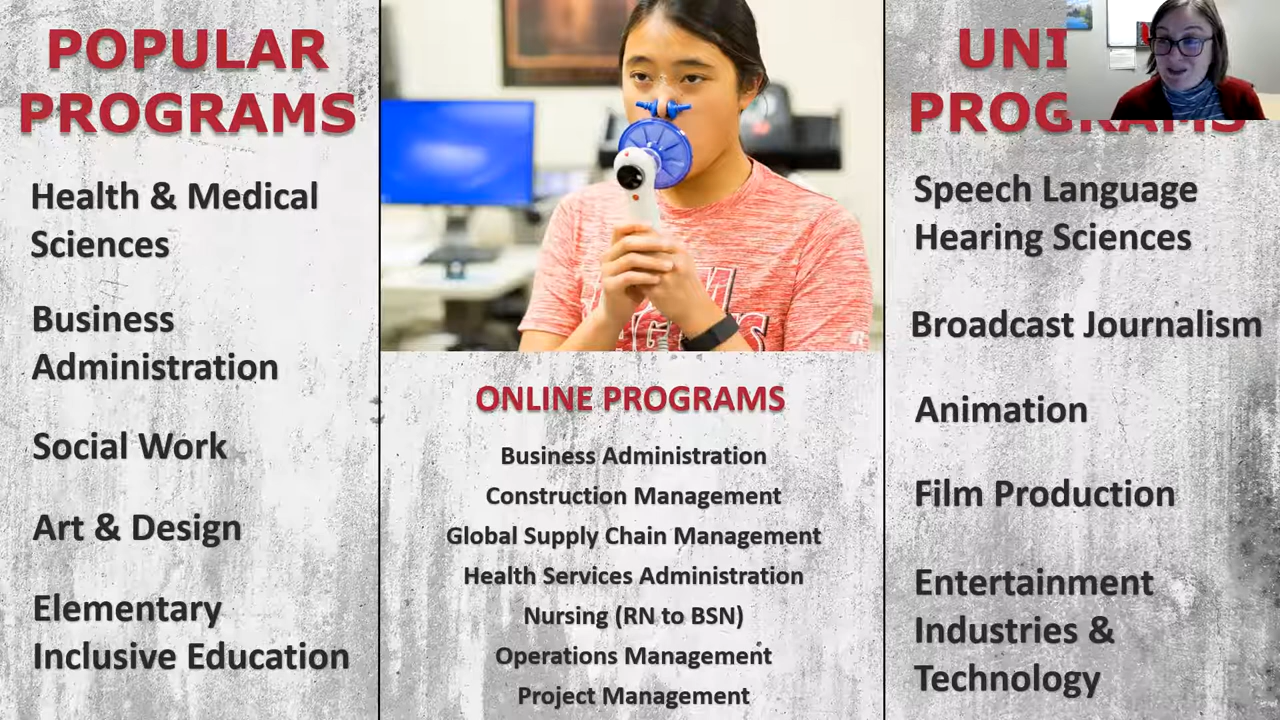 POPULAR
PROGRAMS
Health & Medical
Sciences
Business
Administration
Social Work
Art & Design
Elementary
Inclusive Education
ONLINE PROGRAMS
Business Administration
Construction Management
Global Supply Chain Management
Health Services Administration
Nursing (RN to BSN)
Operations Management
Project Management
UNI
PROGRAMS
Speech Language
Hearing Sciences
Broadcast Journalism
Animation
Film Production
Entertainment
Industries &
Technology